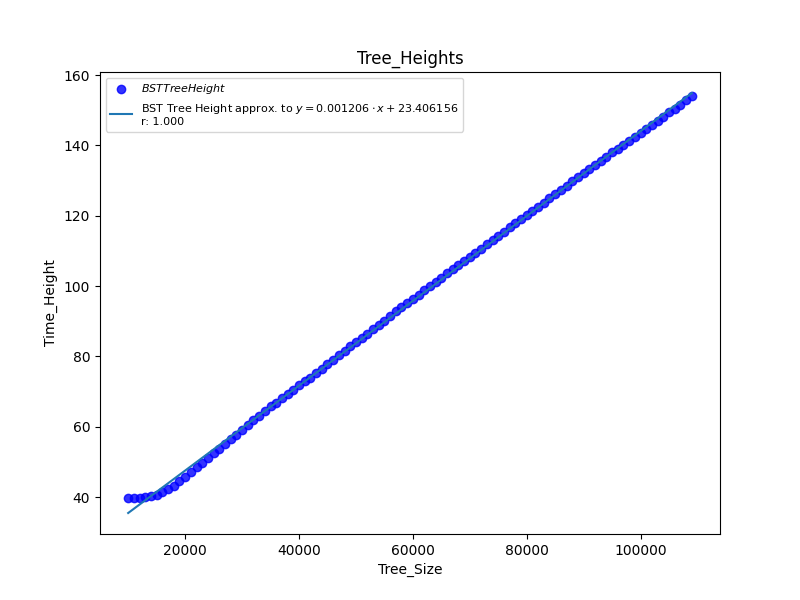 Tree_Heights
BSTTreeHeight
BST Tree Height approx. to y = 0.001206 · x + 23.406156
r: 1.000
Time_Height
160
140
120
100
80
60
40
20000 40000 60000 80000 100000
Tree_Size